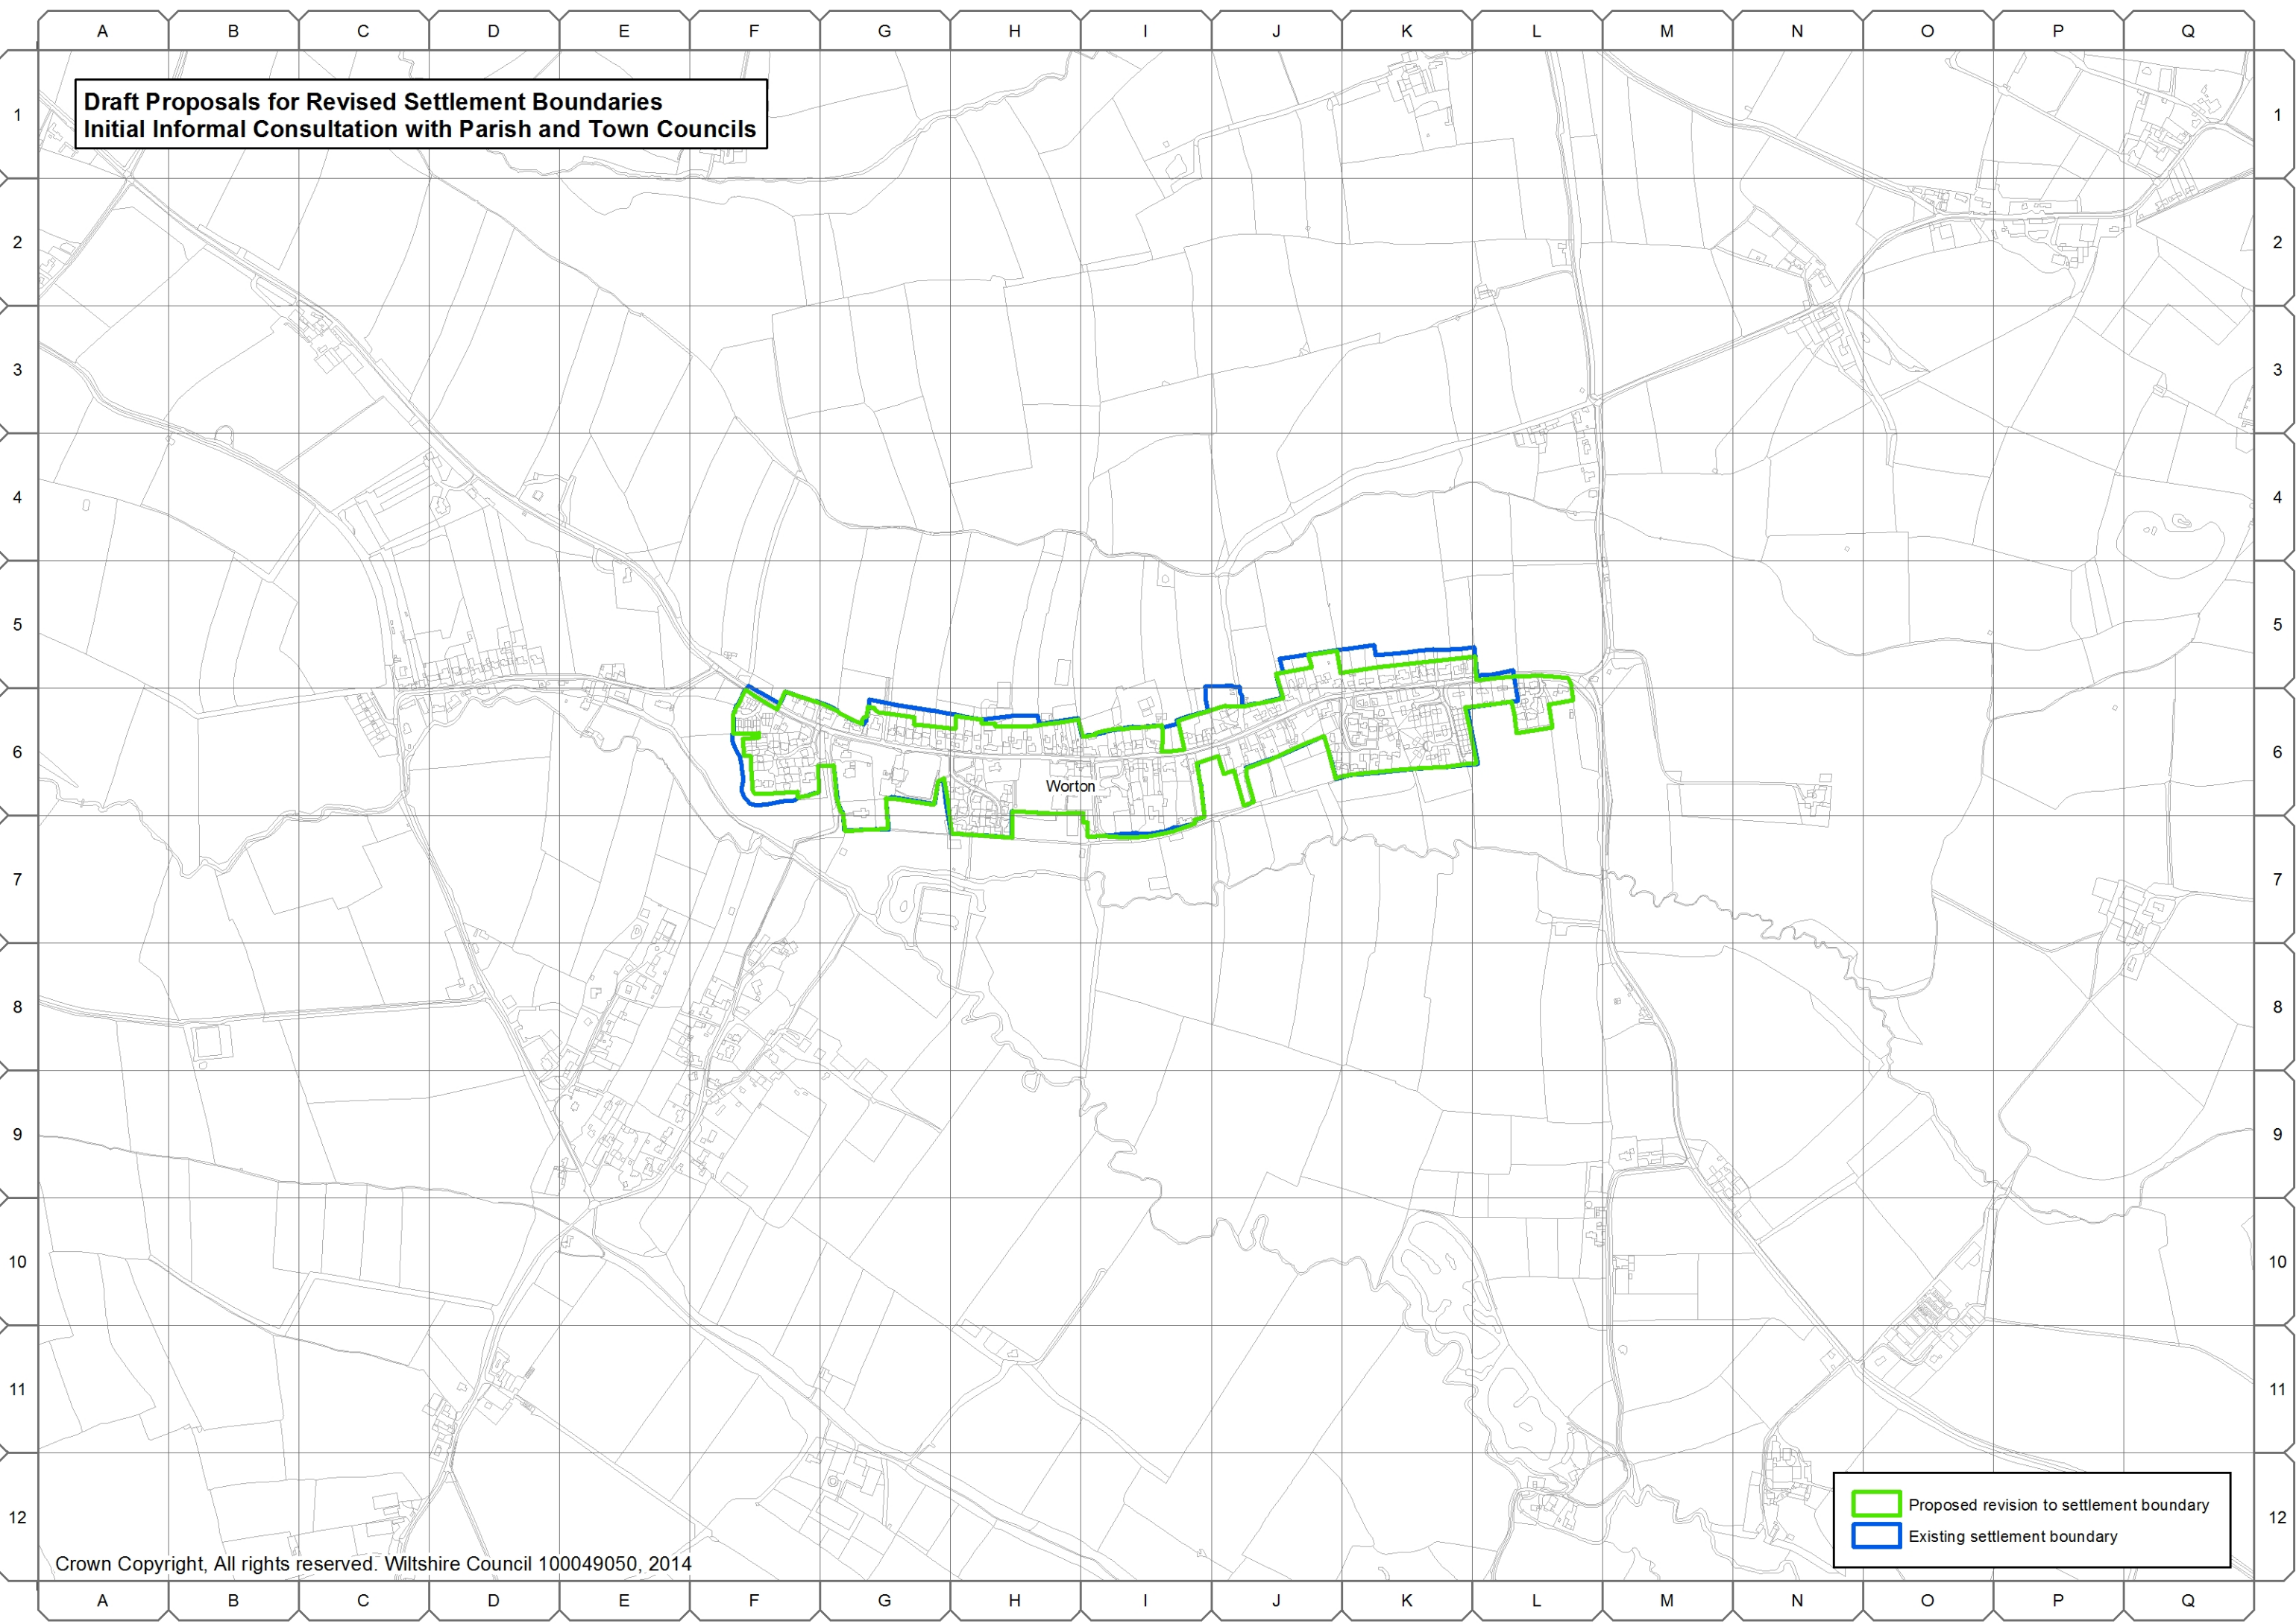 A B C D E F G H I J K L M N O P Q
Draft Proposals for Revised Settlement Boundaries
Initial Informal Consultation with Parish and Town Councils
1 1
2 2
3 3
4 4
5 5
6 6
Worton
7 7
8 8
9 9
10 10
11 11
12 12
Proposed revision to settlement boundary
Existing settlement boundary
Crown Copyright, All rights reserved. Wiltshire Council 100049050, 2014
A B C D E F G H I J K L M N O P Q